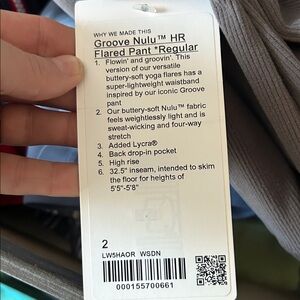 WHY WE MADE THIS
Groove Nulu™ HR
Flared Pant *Regular
1. Flowin' and groovin'. This
version of our versatile
buttery-soft yoga flares has a
super-lightweight waistband
inspired by our iconic Groove
pant
2. Our buttery-soft Nulu™ fabric
feels weightlessly light and is
sweat-wicking and four-way
stretch
3. Added Lycra®
4. Back drop-in pocket
5. High rise
6. 32.5" inseam, intended to skim
the floor for heights of
5'5"-5'8"
2
LW5HAOR WSDN
000155700661